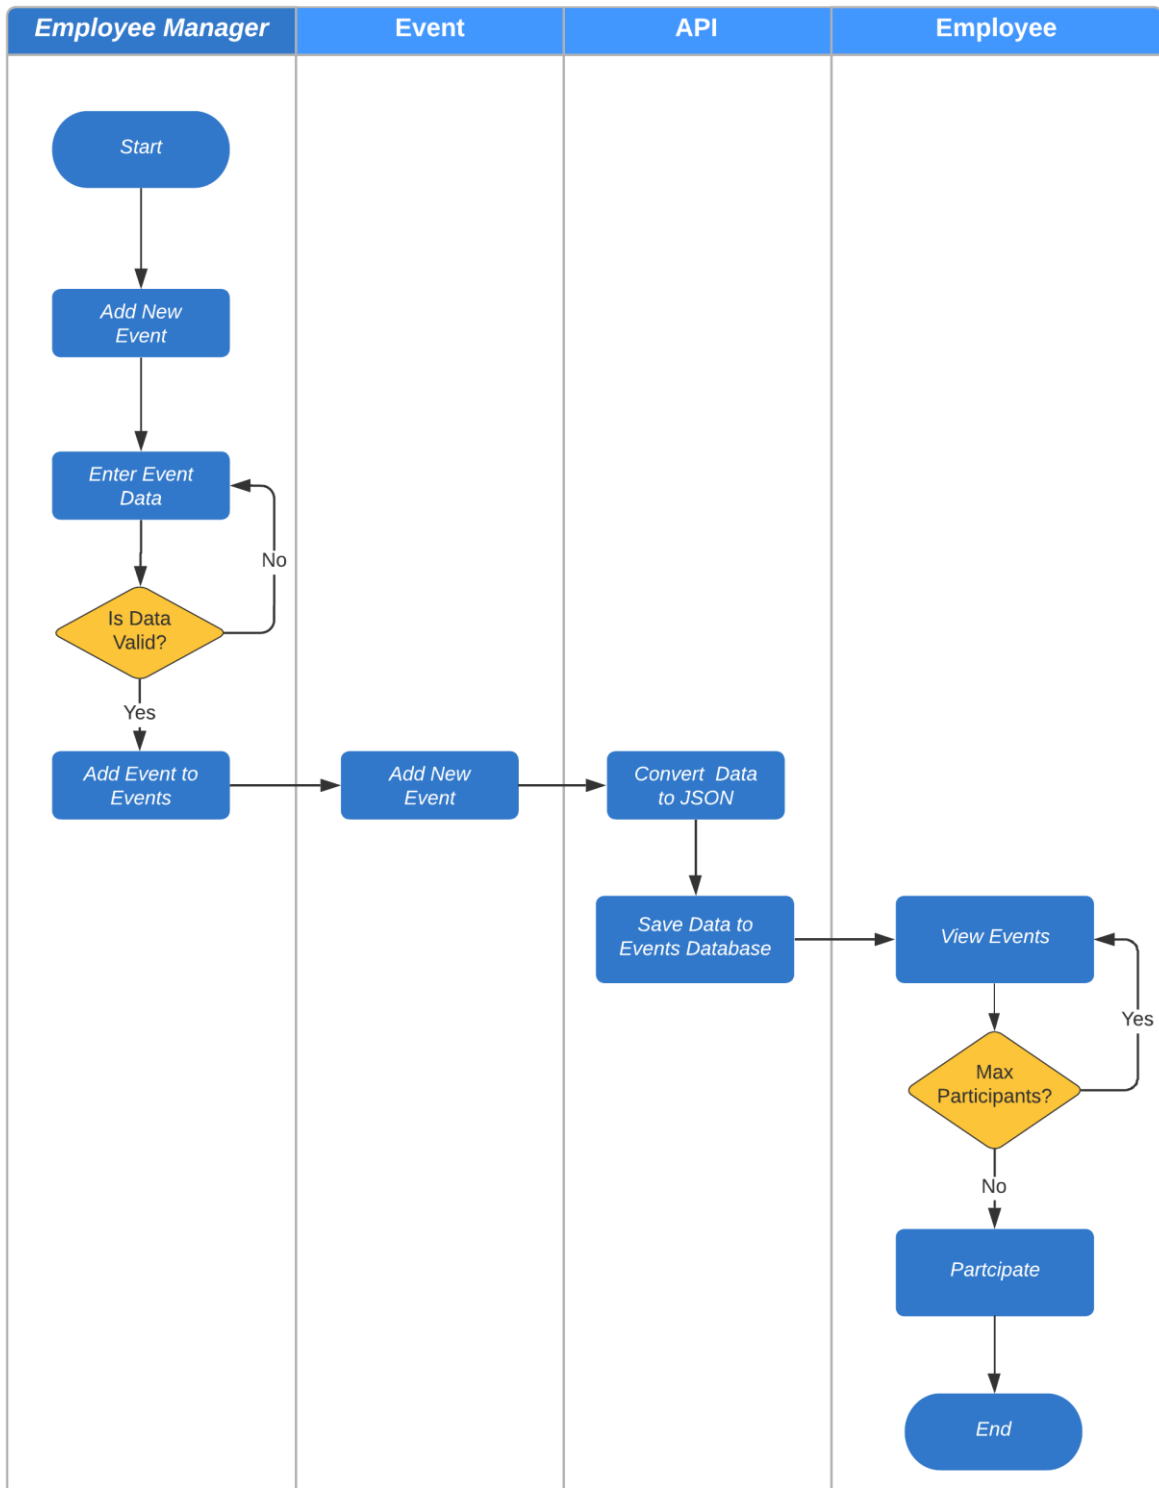 Employee Manager
Event
API
Employee
Start
Add New
Event
Enter Event
Data
No
Is Data
Valid?
Yes
Add Event to
Events
Add New
Event
Convert  Data
to JSON
Save Data to
Events Database
View Events
Yes
Max
Participants?
No
Partcipate
End